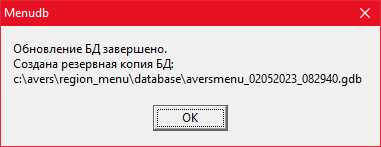 Menudb
Обновление БД завершено.
Создана резервная копия БД:
c:\avers\region_menu\database\aversmenu_02052023_082940.gdb
OK